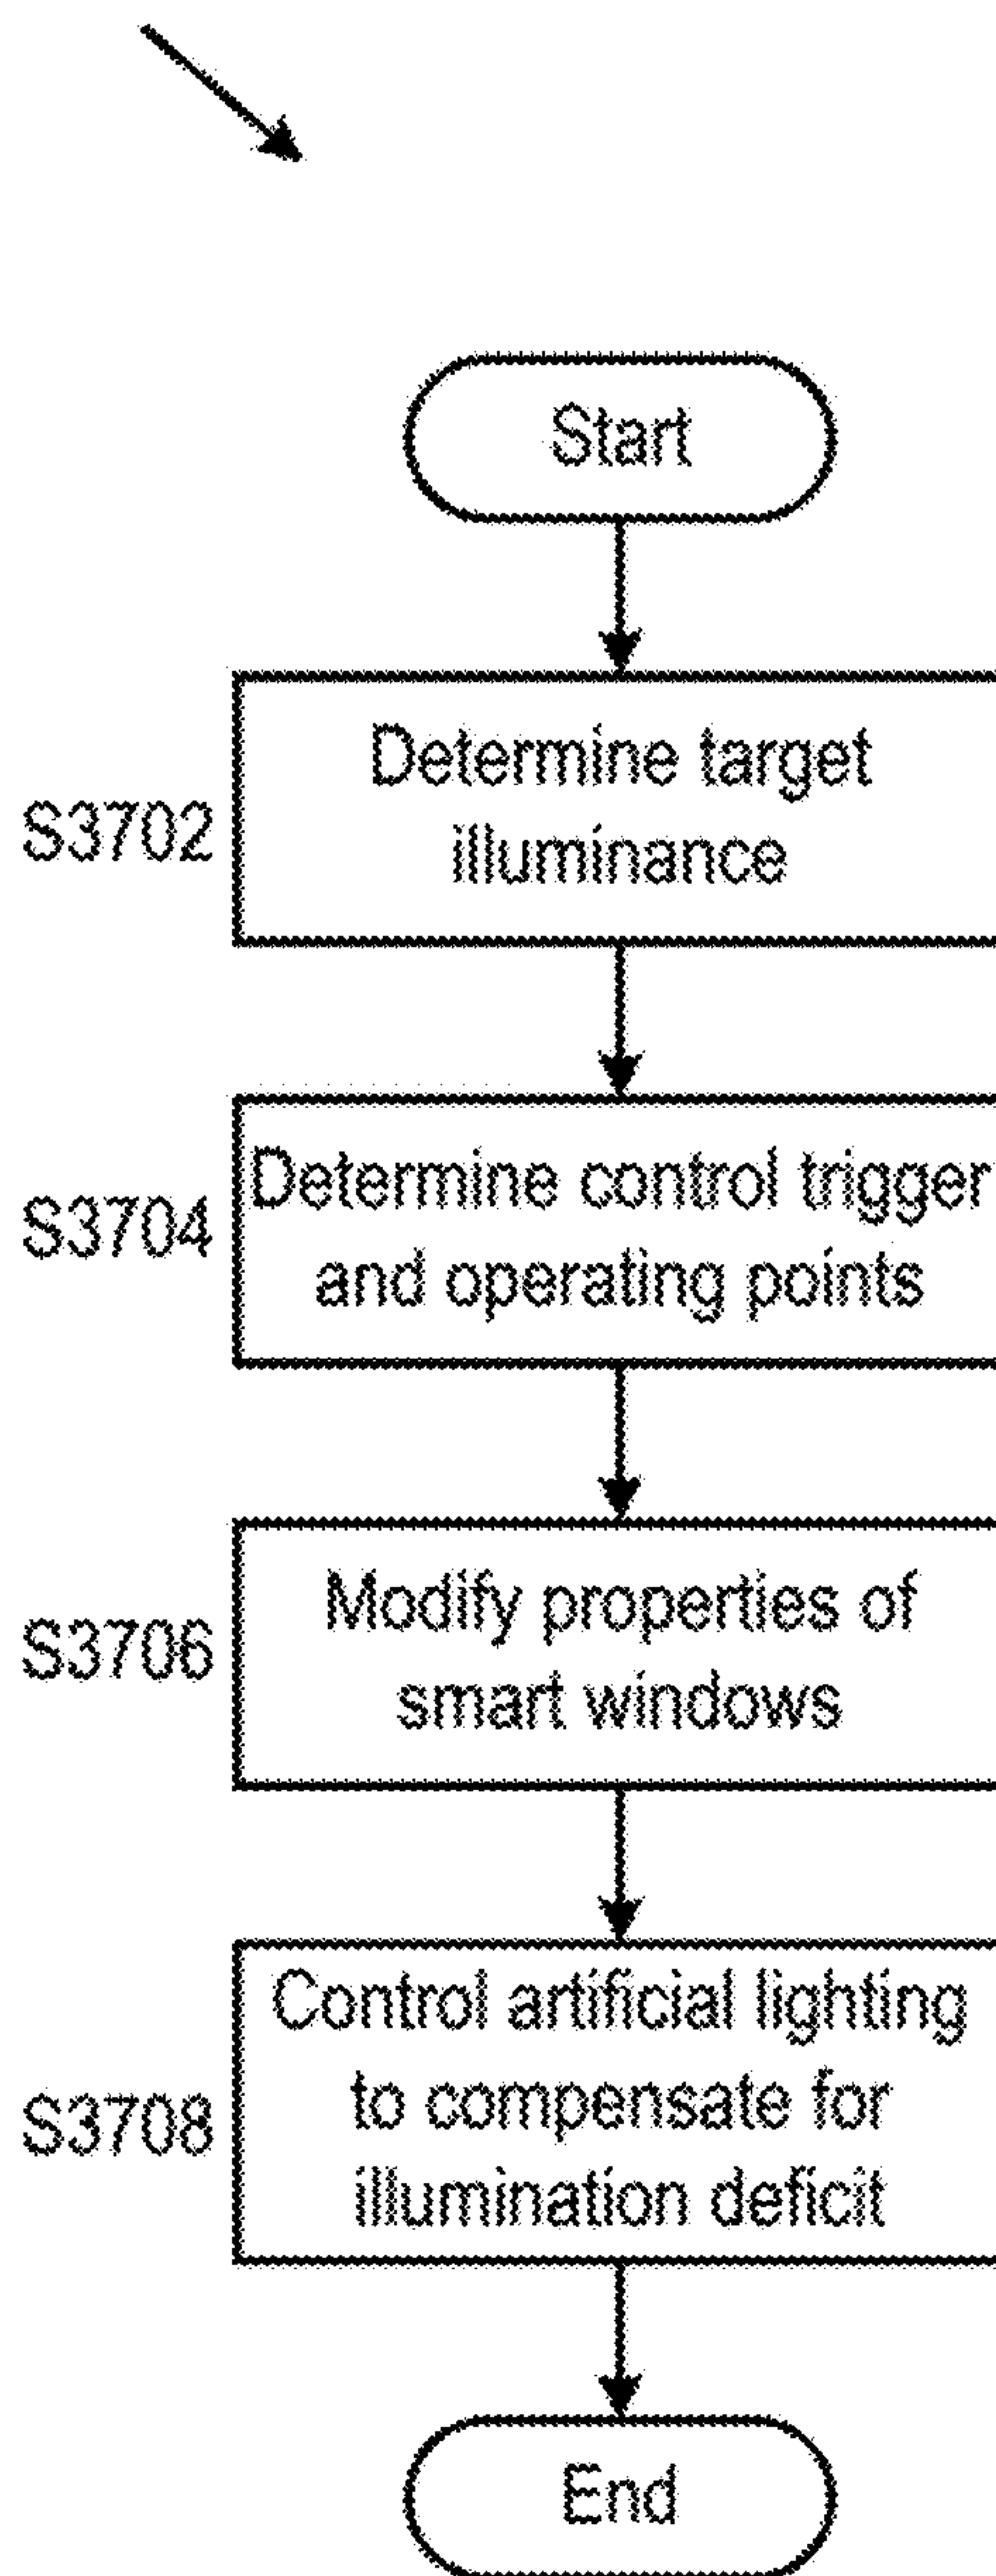 Start
Determine target
illuminance
S3702
Determine control trigger
and operating points
S3704
Modify properties of
smart windows
S3706
Control artificial lighting
to compensate for
illumination deficit
S3708
End